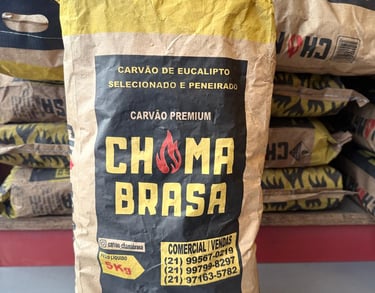 CARVÃO DE EUCALIPTO
SELECIONADO E PENEIRADO
CARVÃO PREMIUM
CHAMA
BRASA
COMERCIAL / VENDAS
(21) 99567-0219
(21) 99799-8297
(21) 97163-5782
PESO LÍQUIDO
5Kg